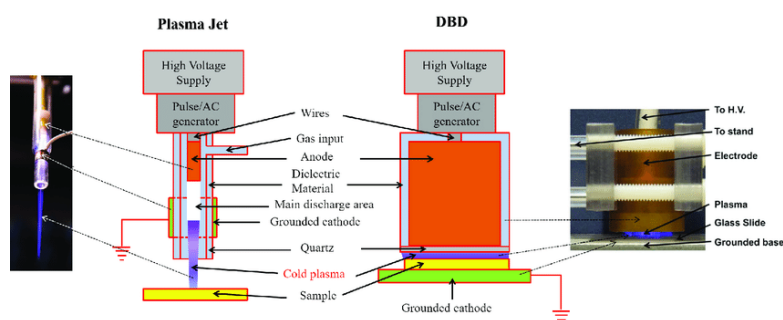 Plasma Jet
DBD
High Voltage
Supply
High Voltage
Supply
Pulse/AC
generator
Pulse/AC
generator
Wires
Gas input
Anode
Dielectric
Material
Main discharge area
Grounded cathode
Quartz
Cold plasma
Sample
Grounded cathode
To H.V.
To stand
Electrode
Plasma
Glass Slide
Grounded base